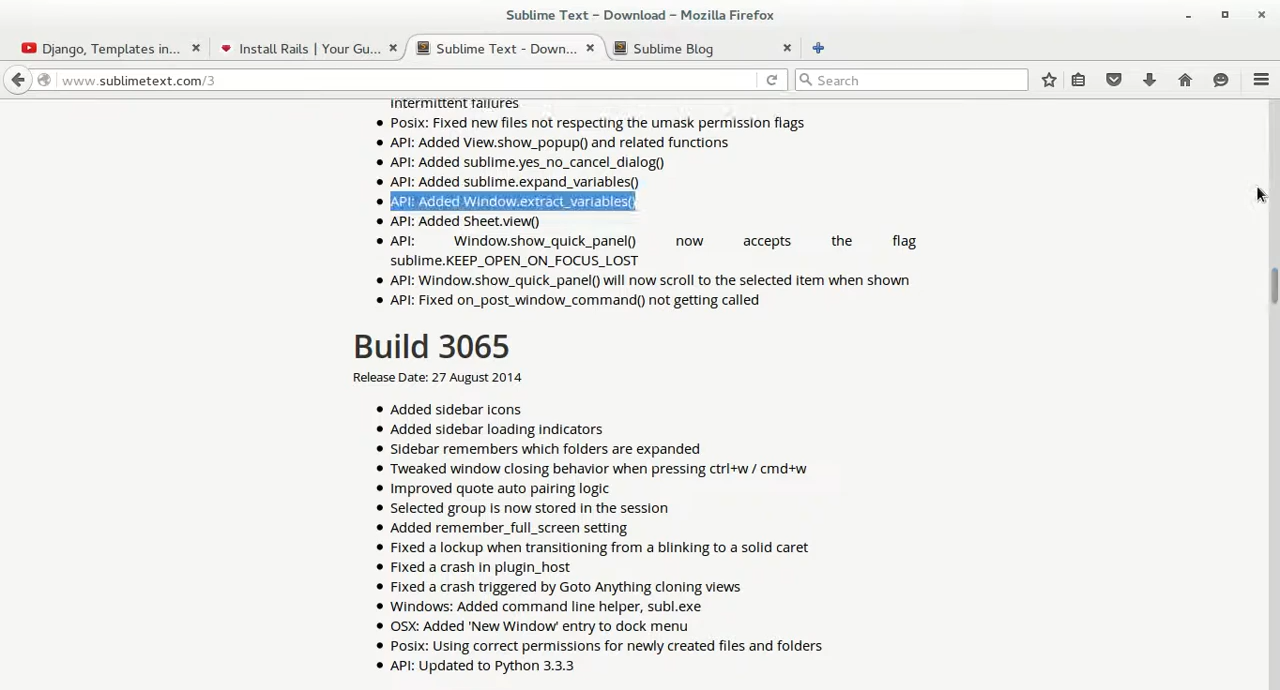 Sublime Text − Download − Mozilla Firefox
Django, Templates in...
Install Rails | Your Gu...
Sublime Text - Down...
Sublime Blog
www.sublimetext.com/3
Search
intermittent failures
Posix: Fixed new files not respecting the umask permission flags
API: Added View.show_popup() and related functions
API: Added sublime.yes_no_cancel_dialog()
API: Added sublime.expand_variables()
API: Added Window.extract_variables()
API: Added Sheet.view()
API: Window.show_quick_panel() now accepts the flag
sublime.KEEP_OPEN_ON_FOCUS_LOST
API: Window.show_quick_panel() will now scroll to the selected item when shown
API: Fixed on_post_window_command() not getting called
Build 3065
Release Date: 27 August 2014
Added sidebar icons
Added sidebar loading indicators
Sidebar remembers which folders are expanded
Tweaked window closing behavior when pressing ctrl+w / cmd+w
Improved quote auto pairing logic
Selected group is now stored in the session
Added remember_full_screen setting
Fixed a lockup when transitioning from a blinking to a solid caret
Fixed a crash in plugin_host
Fixed a crash triggered by Goto Anything cloning views
Windows: Added command line helper, subl.exe
OSX: Added 'New Window' entry to dock menu
Posix: Using correct permissions for newly created files and folders
API: Updated to Python 3.3.3